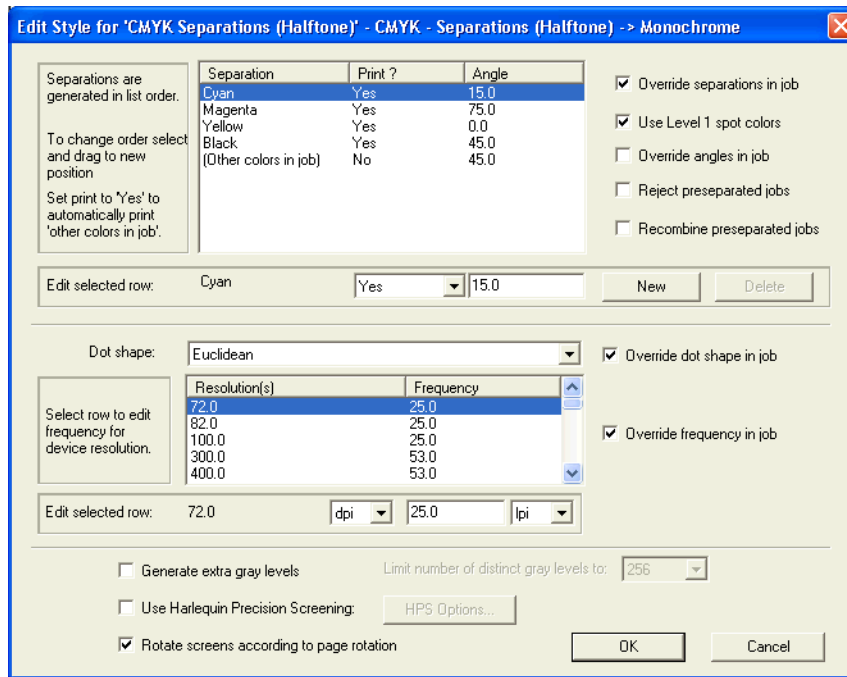 Edit Style for 'CMYK Separations (Halftone)' - CMYK - Separations (Halftone) -> Monochrome
Separations are
generated in list order.
To change order select
and drag to new
position
Set print to 'Yes' to
automatically print
'other colors in job'.
Separation Print ? Angle
Cyan Yes 15.0
Magenta Yes 75.0
Yellow Yes 0.0
Black Yes 45.0
(Other colors in job) No 45.0
Override separations in job
Use Level 1 spot colors
Override angles in job
Reject preseparated jobs
Recombine preseparated jobs
Edit selected row: Cyan Yes 15.0 New Delete
Dot shape: Euclidean Override dot shape in job
Select row to edit
frequency for
device resolution.
Resolution(s) Frequency
72.0 25.0
82.0 25.0
100.0 25.0
300.0 53.0
400.0 53.0
Override frequency in job
Edit selected row: 72.0 dpi 25.0 lpi
Generate extra gray levels Limit number of distinct gray levels to: 256
Use Harlequin Precision Screening: HPS Options...
Rotate screens according to page rotation OK Cancel